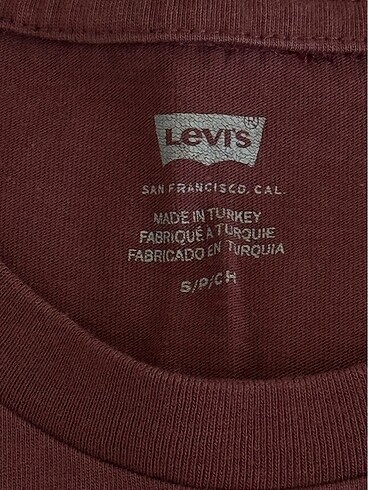 Levi's®
SAN FRANCISCO, CAL.
MADE IN TURKEY
FABRIQUÉ À TURQUIE
FABRICADO EN TURQUIA
S/P/CH